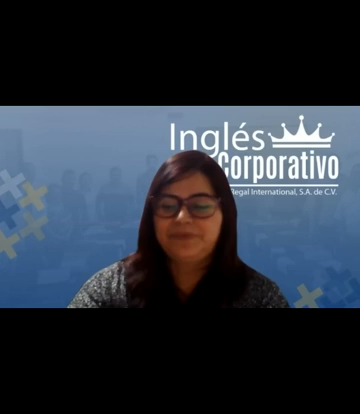 Inglés
Corporativo
Regal International, S.A. de C.V.